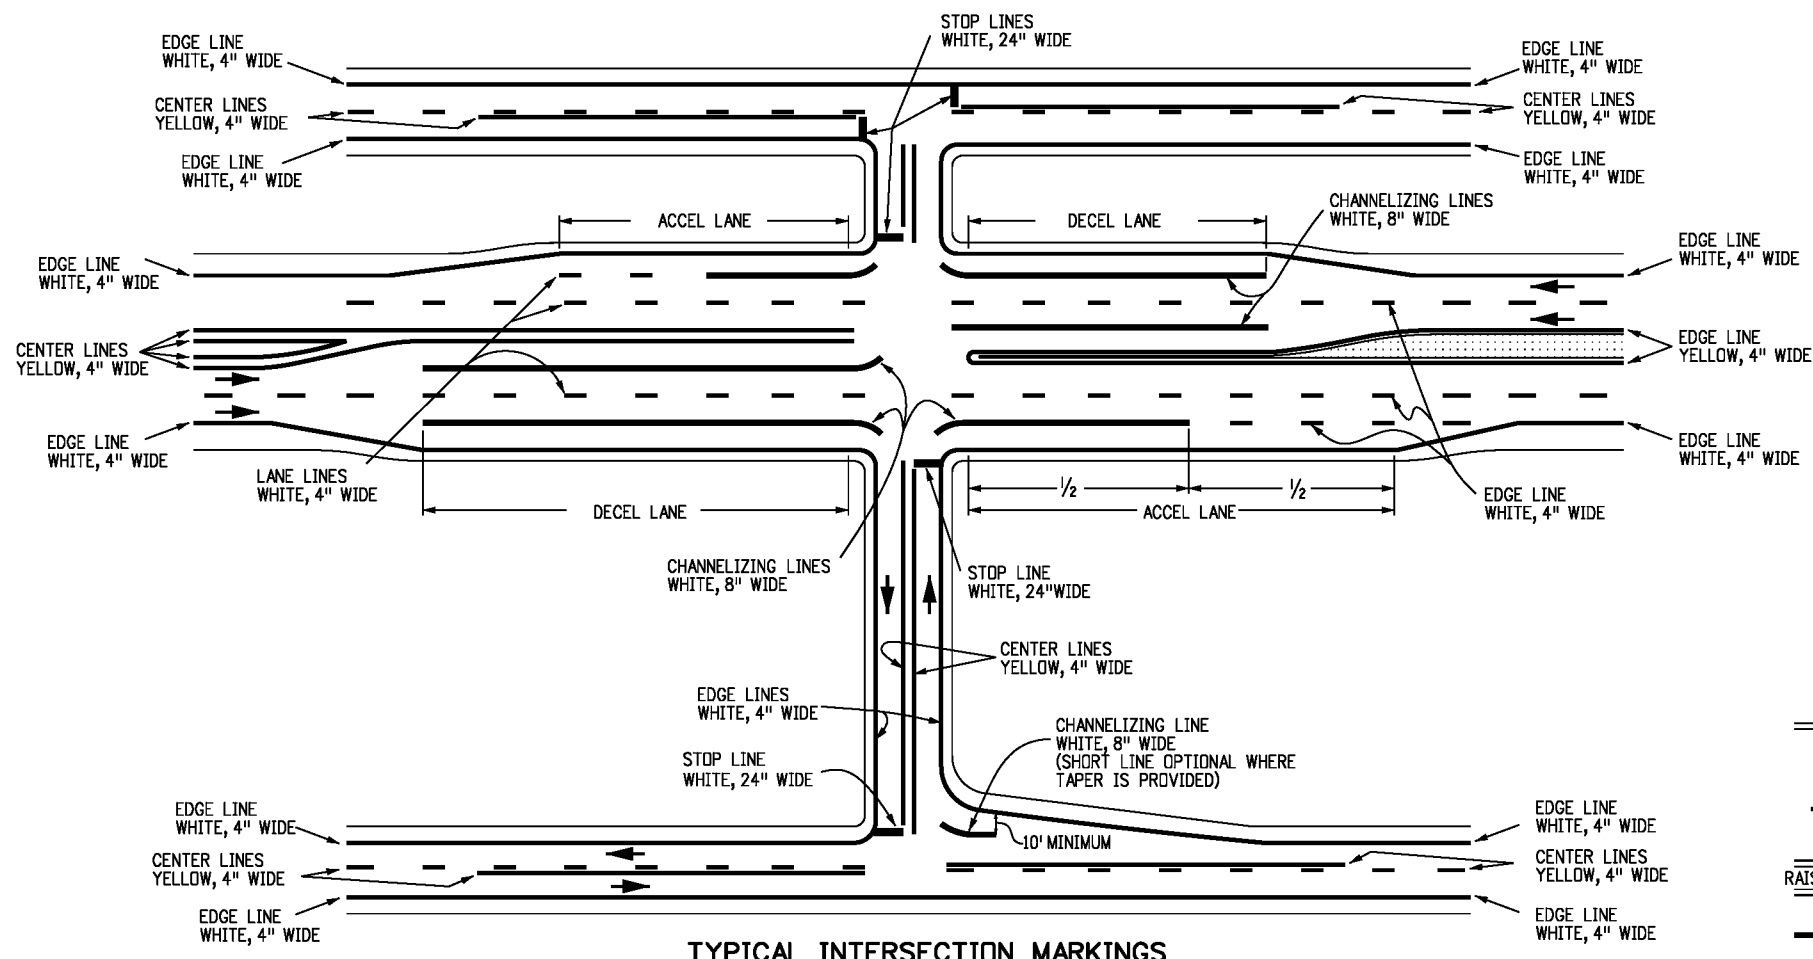 STOP LINES
WHITE, 24" WIDE
EDGE LINE
WHITE, 4" WIDE
EDGE LINE
WHITE, 4" WIDE
CENTER LINES
YELLOW, 4" WIDE
CENTER LINES
YELLOW, 4" WIDE
EDGE LINE
WHITE, 4" WIDE
EDGE LINE
WHITE, 4" WIDE
CHANNELIZING LINES
WHITE, 8" WIDE
ACCEL LANE
DECEL LANE
EDGE LINE
WHITE, 4" WIDE
EDGE LINE
WHITE, 4" WIDE
CENTER LINES
YELLOW, 4" WIDE
EDGE LINE
YELLOW, 4" WIDE
EDGE LINE
WHITE, 4" WIDE
EDGE LINE
WHITE, 4" WIDE
LANE LINES
WHITE, 4" WIDE
1/2
1/2
EDGE LINE
WHITE, 4" WIDE
DECEL LANE
ACCEL LANE
CHANNELIZING LINES
WHITE, 8" WIDE
STOP LINE
WHITE, 24"WIDE
CENTER LINES
YELLOW, 4" WIDE
EDGE LINES
WHITE, 4" WIDE
CHANNELIZING LINE
WHITE, 8" WIDE
(SHORT LINE OPTIONAL WHERE
TAPER IS PROVIDED)
STOP LINE
WHITE, 24" WIDE
EDGE LINE
WHITE, 4" WIDE
EDGE LINE
WHITE, 4" WIDE
10' MINIMUM
CENTER LINES
YELLOW, 4" WIDE
CENTER LINES
YELLOW, 4" WIDE
RAIS
EDGE LINE
WHITE, 4" WIDE
EDGE LINE
WHITE, 4" WIDE
TYPICAL INTERSECTION MARKINGS